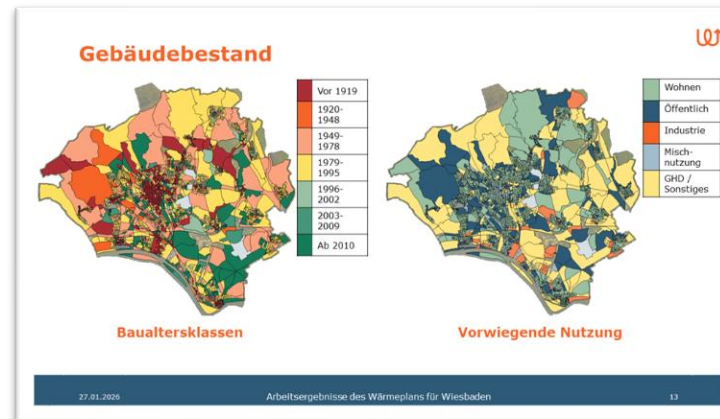 Gebäudebestand
Vor 1919
1920-
1948
1949-
1978
1979-
1995
1996-
2002
2003-
2009
Ab 2010
Wohnen
Öffentlich
Industrie
Misch-
nutzung
GHD /
Sonstiges
Baualtersklassen
Vorwiegende Nutzung
27.01.2026
Arbeitsergebnisse des Wärmeplans für Wiesbaden
13